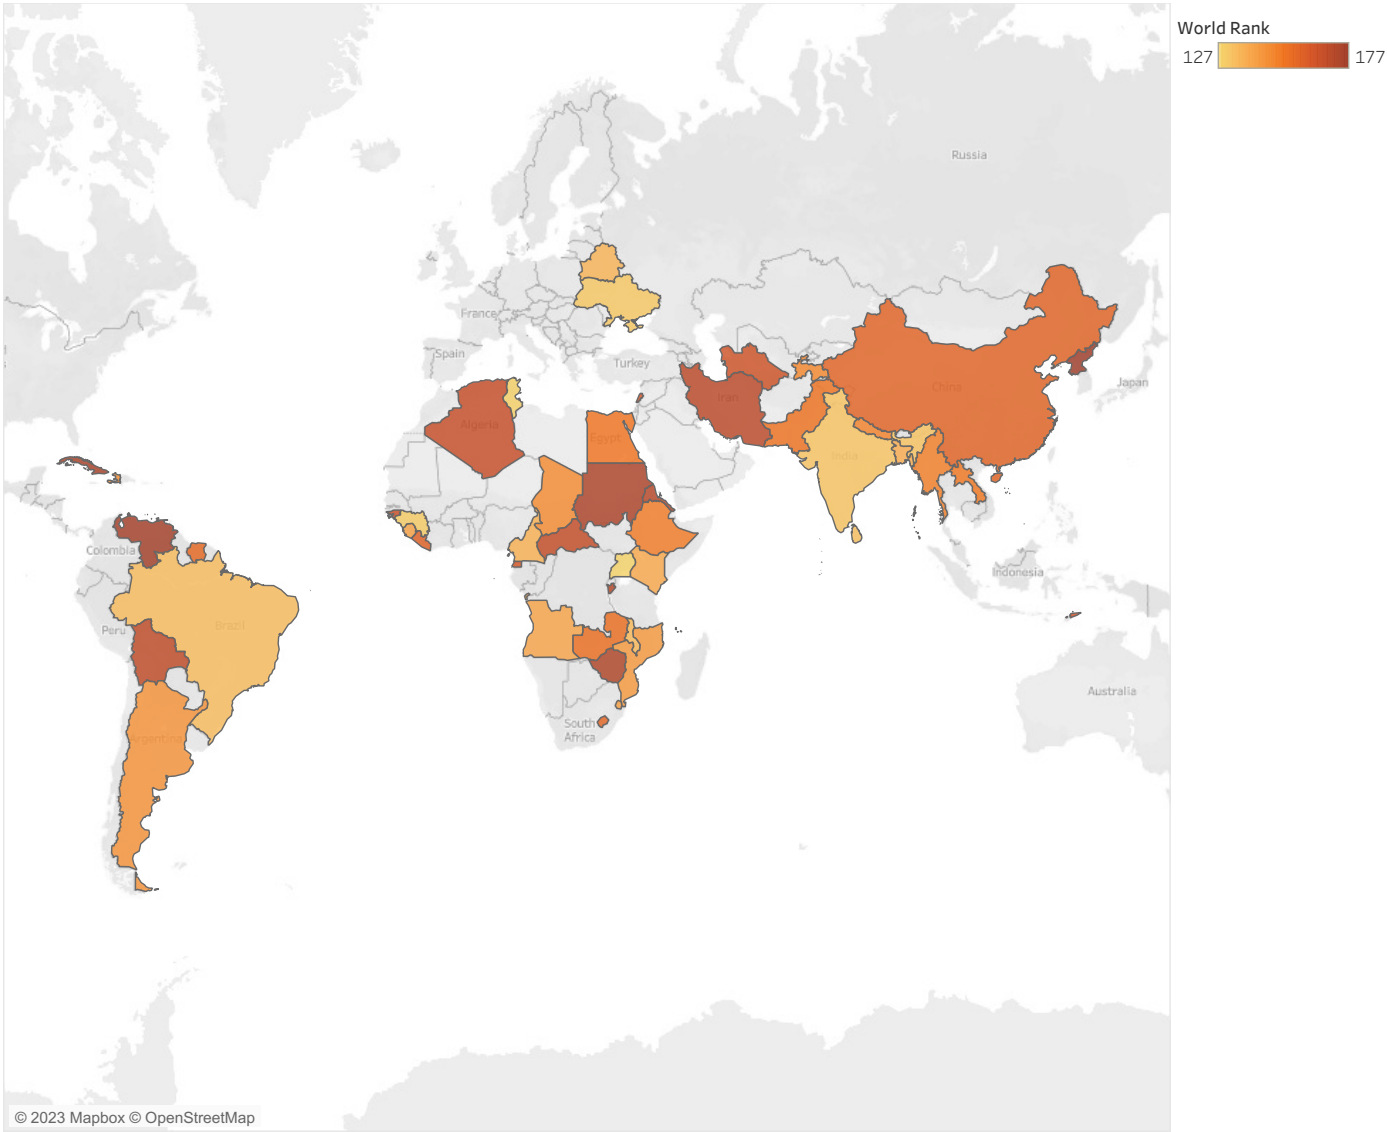 World Rank
127
177
Russia
France
Spain
Turkey
Japan
China
Iran
Algeria
Egypt
India
Colombia
Indonesia
Peru
Brazil
Australia
South
Africa
Argentina
© 2023 Mapbox © OpenStreetMap